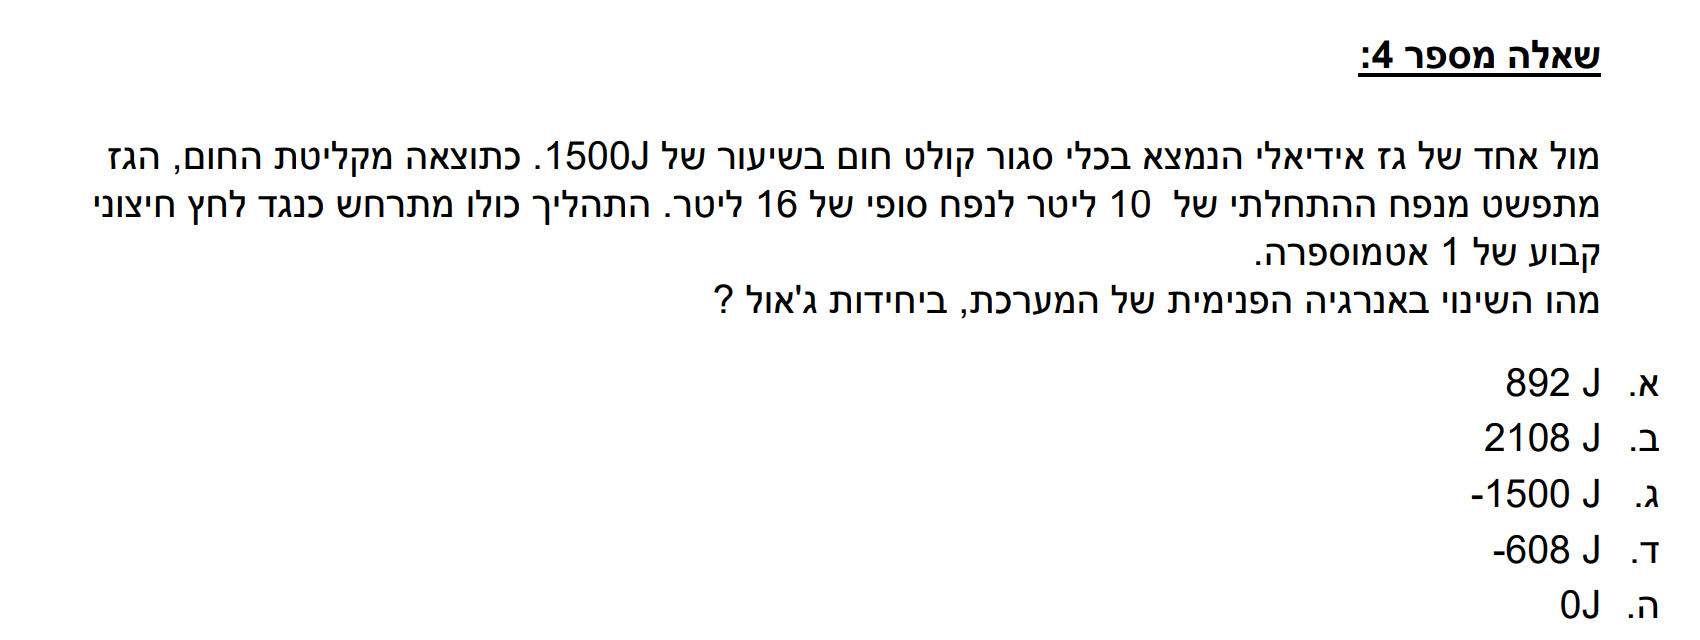 שאלה מספר 4:
מול אחד של גז אידיאלי הנמצא בכלי סגור קולט חום בשיעור של 1500J. כתוצאה מקליטת החום, הגז
מתפשט מנפח ההתחלתי של 10 ליטר לנפח סופי של 16 ליטר. התהליך כולו מתרחש כנגד לחץ חיצוני
קבוע של 1 אטמוספרה.
מהו השינוי באנרגיה הפנימית של המערכת, ביחידות ג'אול ?
א. 892 J
ב. 2108 J
ג. -1500 J
ד. -608 J
ה. 0J